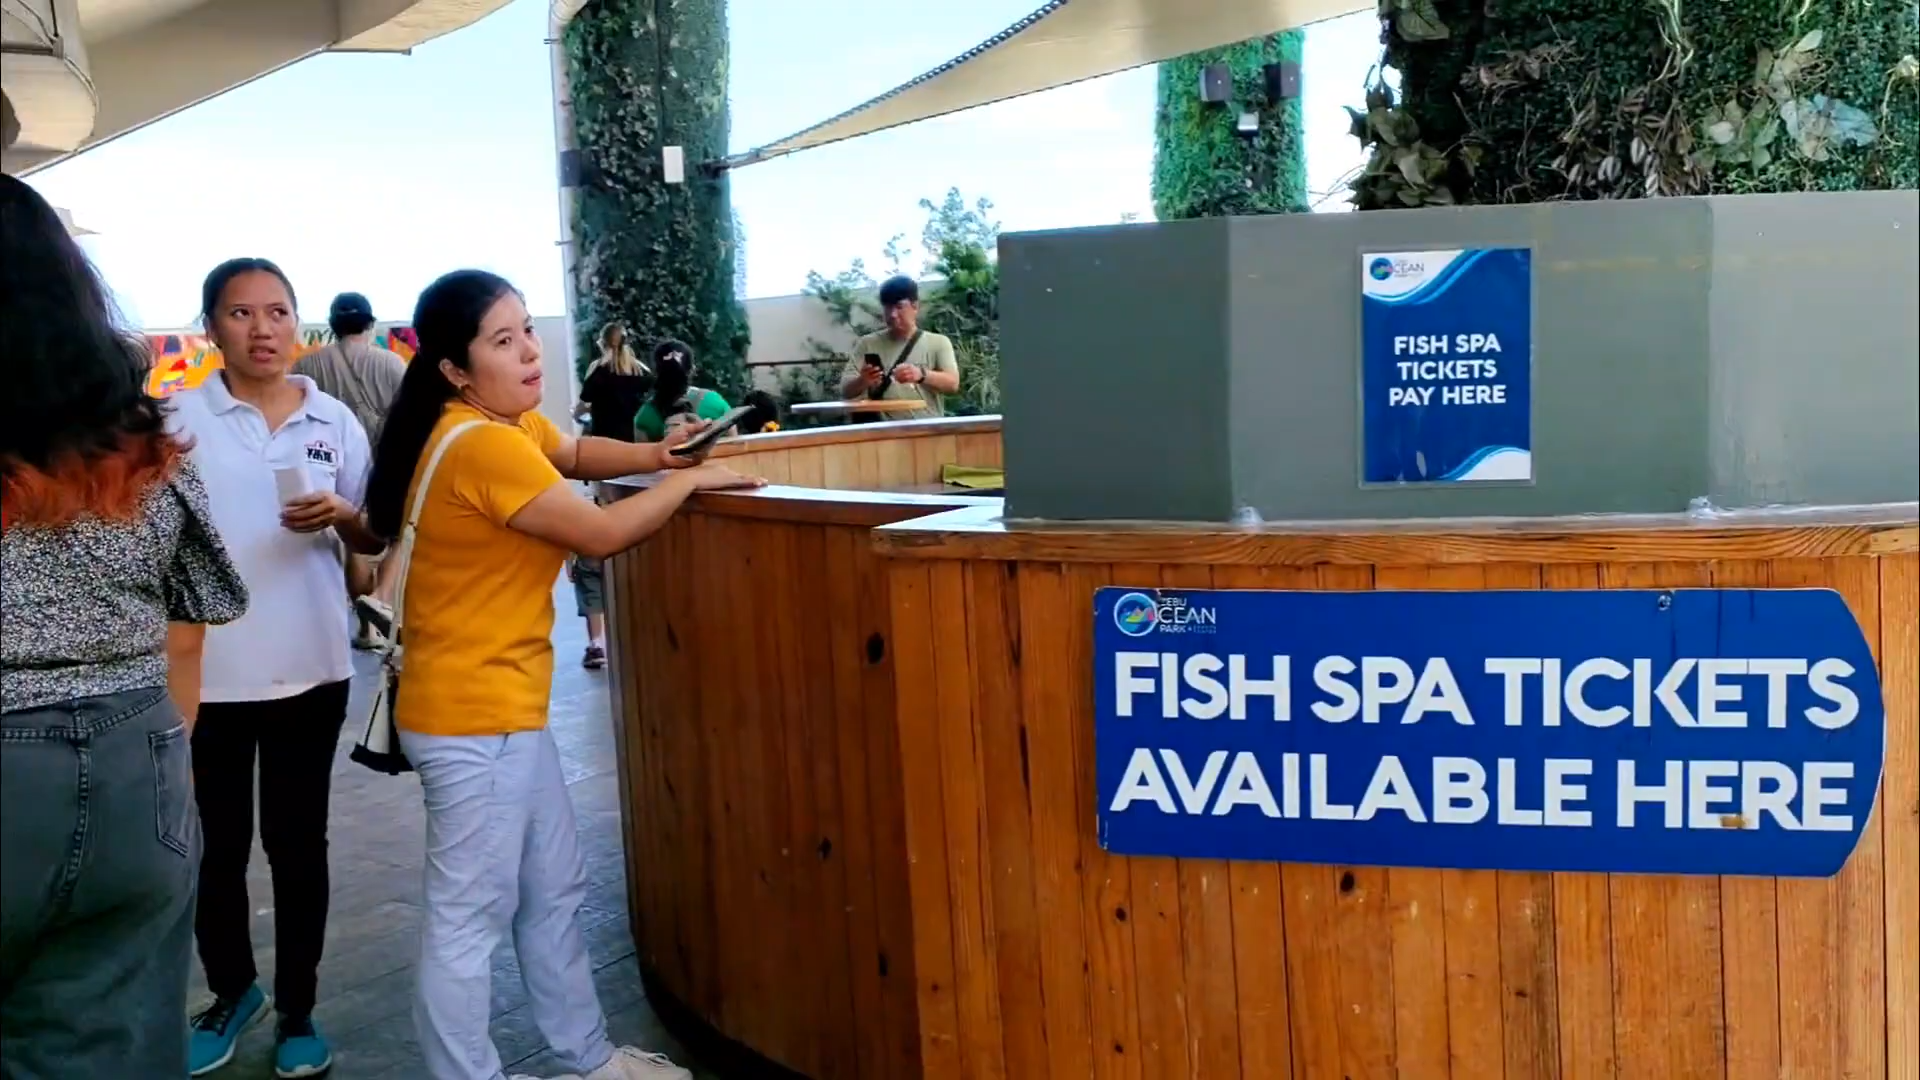 OCEAN
FISH SPA
TICKETS
PAY HERE
CEBU
OCEAN
PARK
FISH SPA TICKETS
AVAILABLE HERE